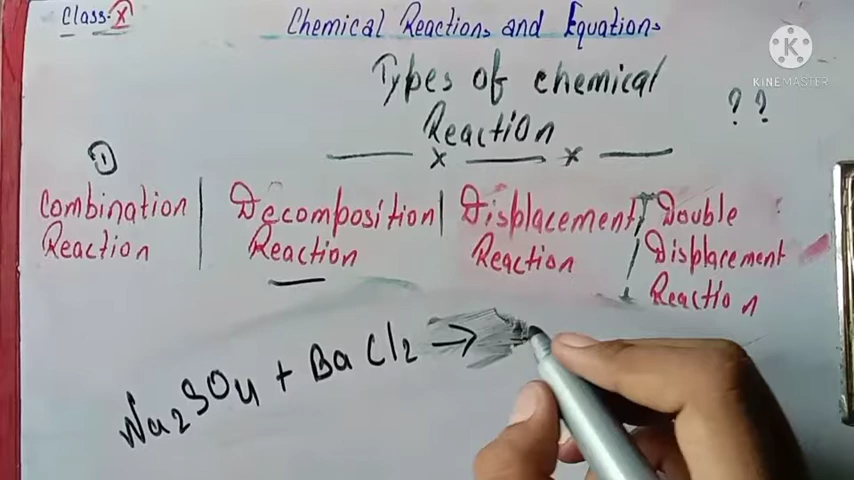 Class-X
Chemical Reactions and Equations
K
KINEMASTER
Types of chemical
Reaction
??
1
Combination
Reaction
Decomposition
Reaction
Displacement
Reaction
Double
Displacement
Reaction
Na2SO4 + BaCl2 →